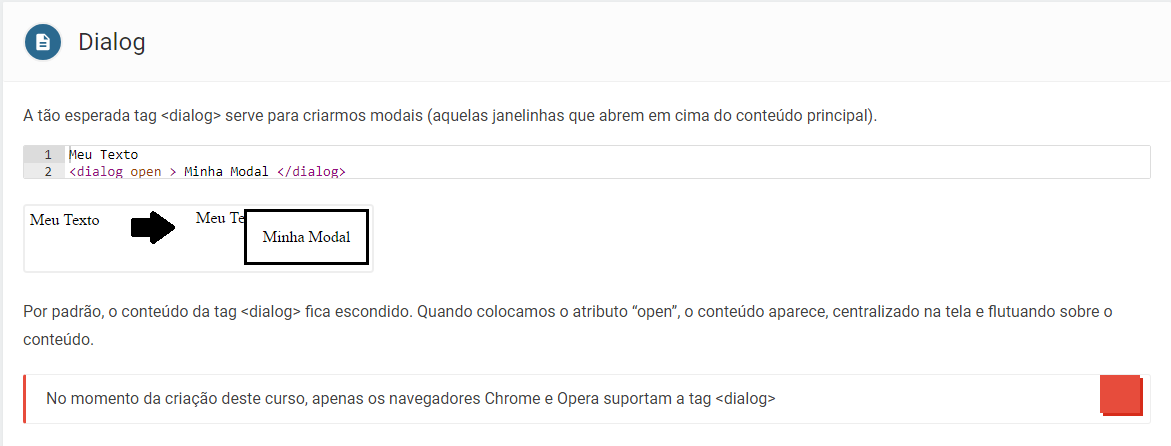 Dialog
A tão esperada tag <dialog> serve para criarmos modais (aquelas janelinhas que abrem em cima do conteúdo principal).
1 Meu Texto
2 <dialog open > Minha Modal </dialog>
Meu Texto Meu Te Minha Modal
Por padrão, o conteúdo da tag <dialog> fica escondido. Quando colocamos o atributo “open”, o conteúdo aparece, centralizado na tela e flutuando sobre o
conteúdo.
No momento da criação deste curso, apenas os navegadores Chrome e Opera suportam a tag <dialog>